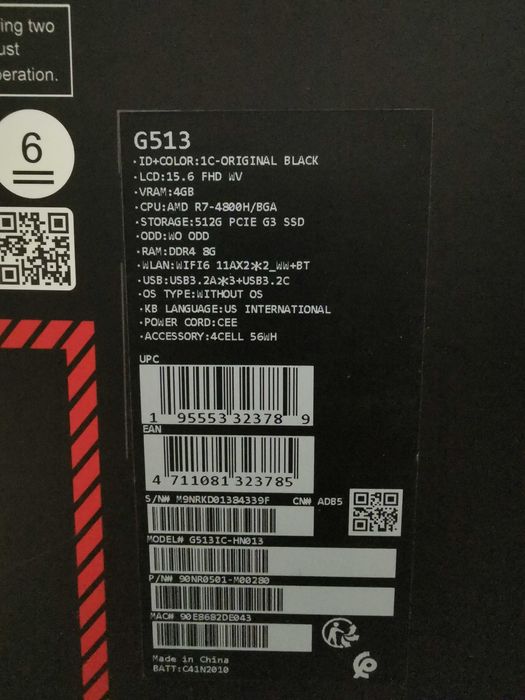 ing two
ust
peration.
6
G513
·ID+COLOR:1C-ORIGINAL BLACK
·LCD:15.6 FHD WV
·VRAM:4GB
·CPU:AMD R7-4800H/BGA
·STORAGE:512G PCIE G3 SSD
·ODD:WO ODD
·RAM:DDR4 8G
·WLAN:WIFI6 11AX2*2_WW+BT
·USB:USB3.2A*3+USB3.2C
·OS TYPE:WITHOUT OS
·KB LANGUAGE:US INTERNATIONAL
·POWER CORD:CEE
·ACCESSORY:4CELL 56WH
UPC
1 95553 32378 9
EAN
4 711081 323785
S/N# M9NRKD01384339F CN# ADB5
MODEL# G513IC-HN013
P/N# 90NR0501-M00280
MAC# 90E8682DE043
Made in China
BATT:C41N2010